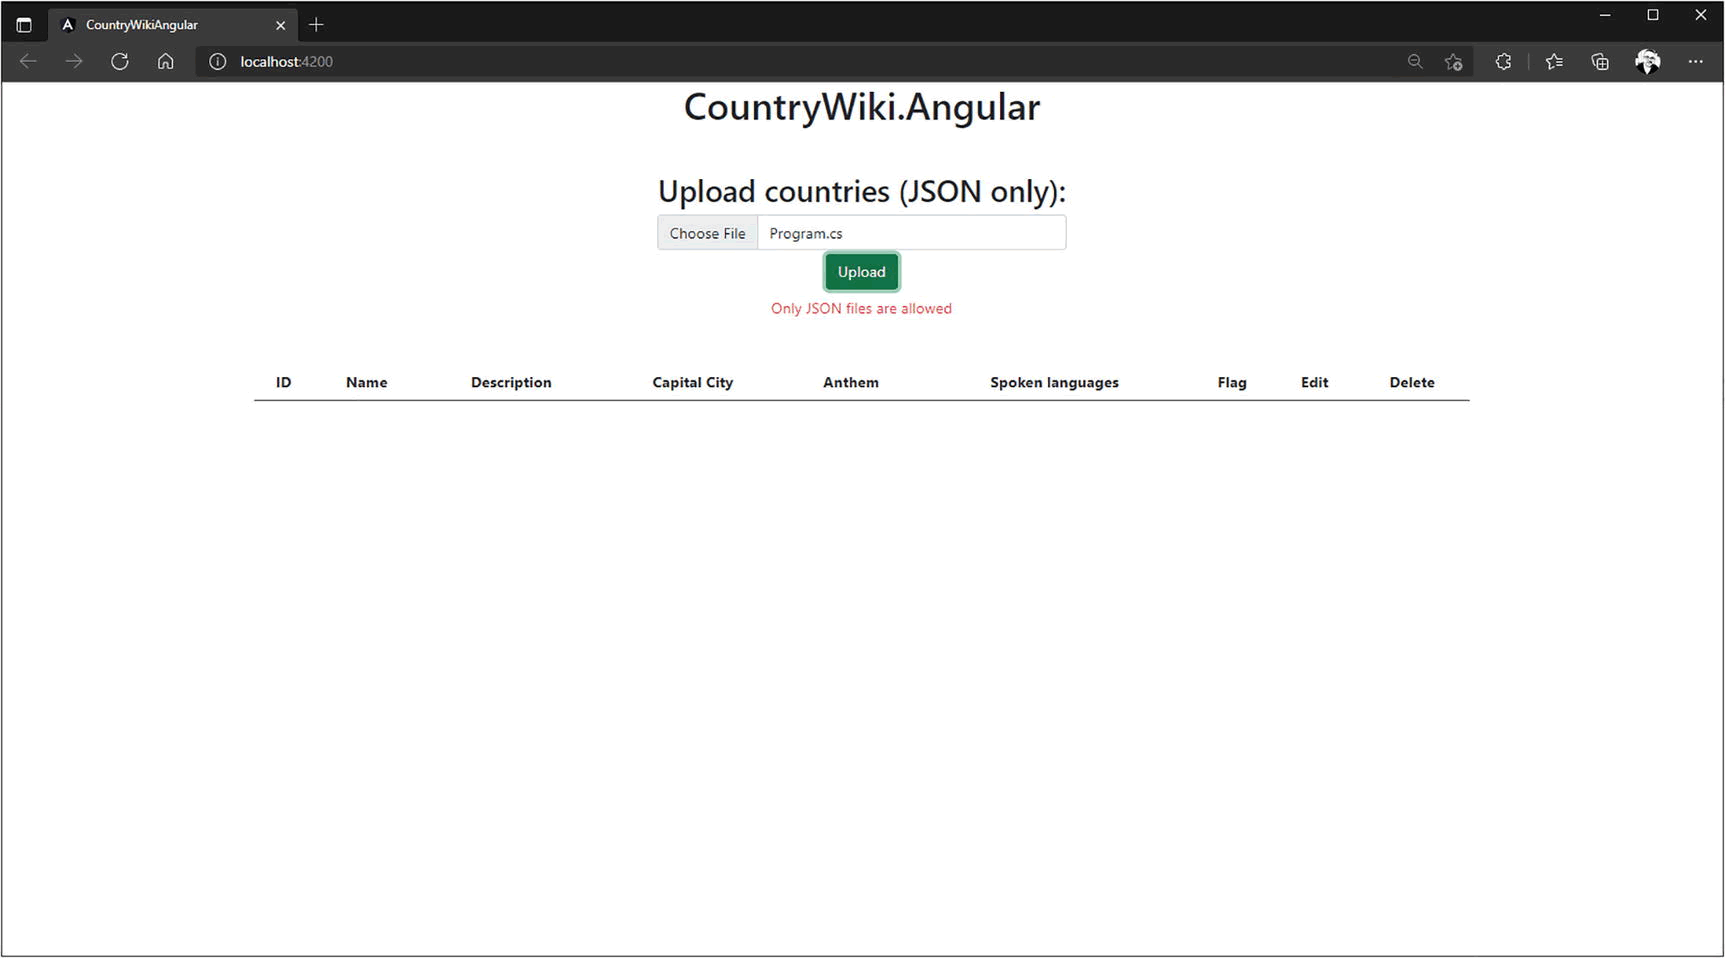 CountryWikiAngular
localhost:4200
CountryWiki.Angular
Upload countries (JSON only):
Choose File Program.cs
Upload
Only JSON files are allowed
ID Name Description Capital City Anthem Spoken languages Flag Edit Delete